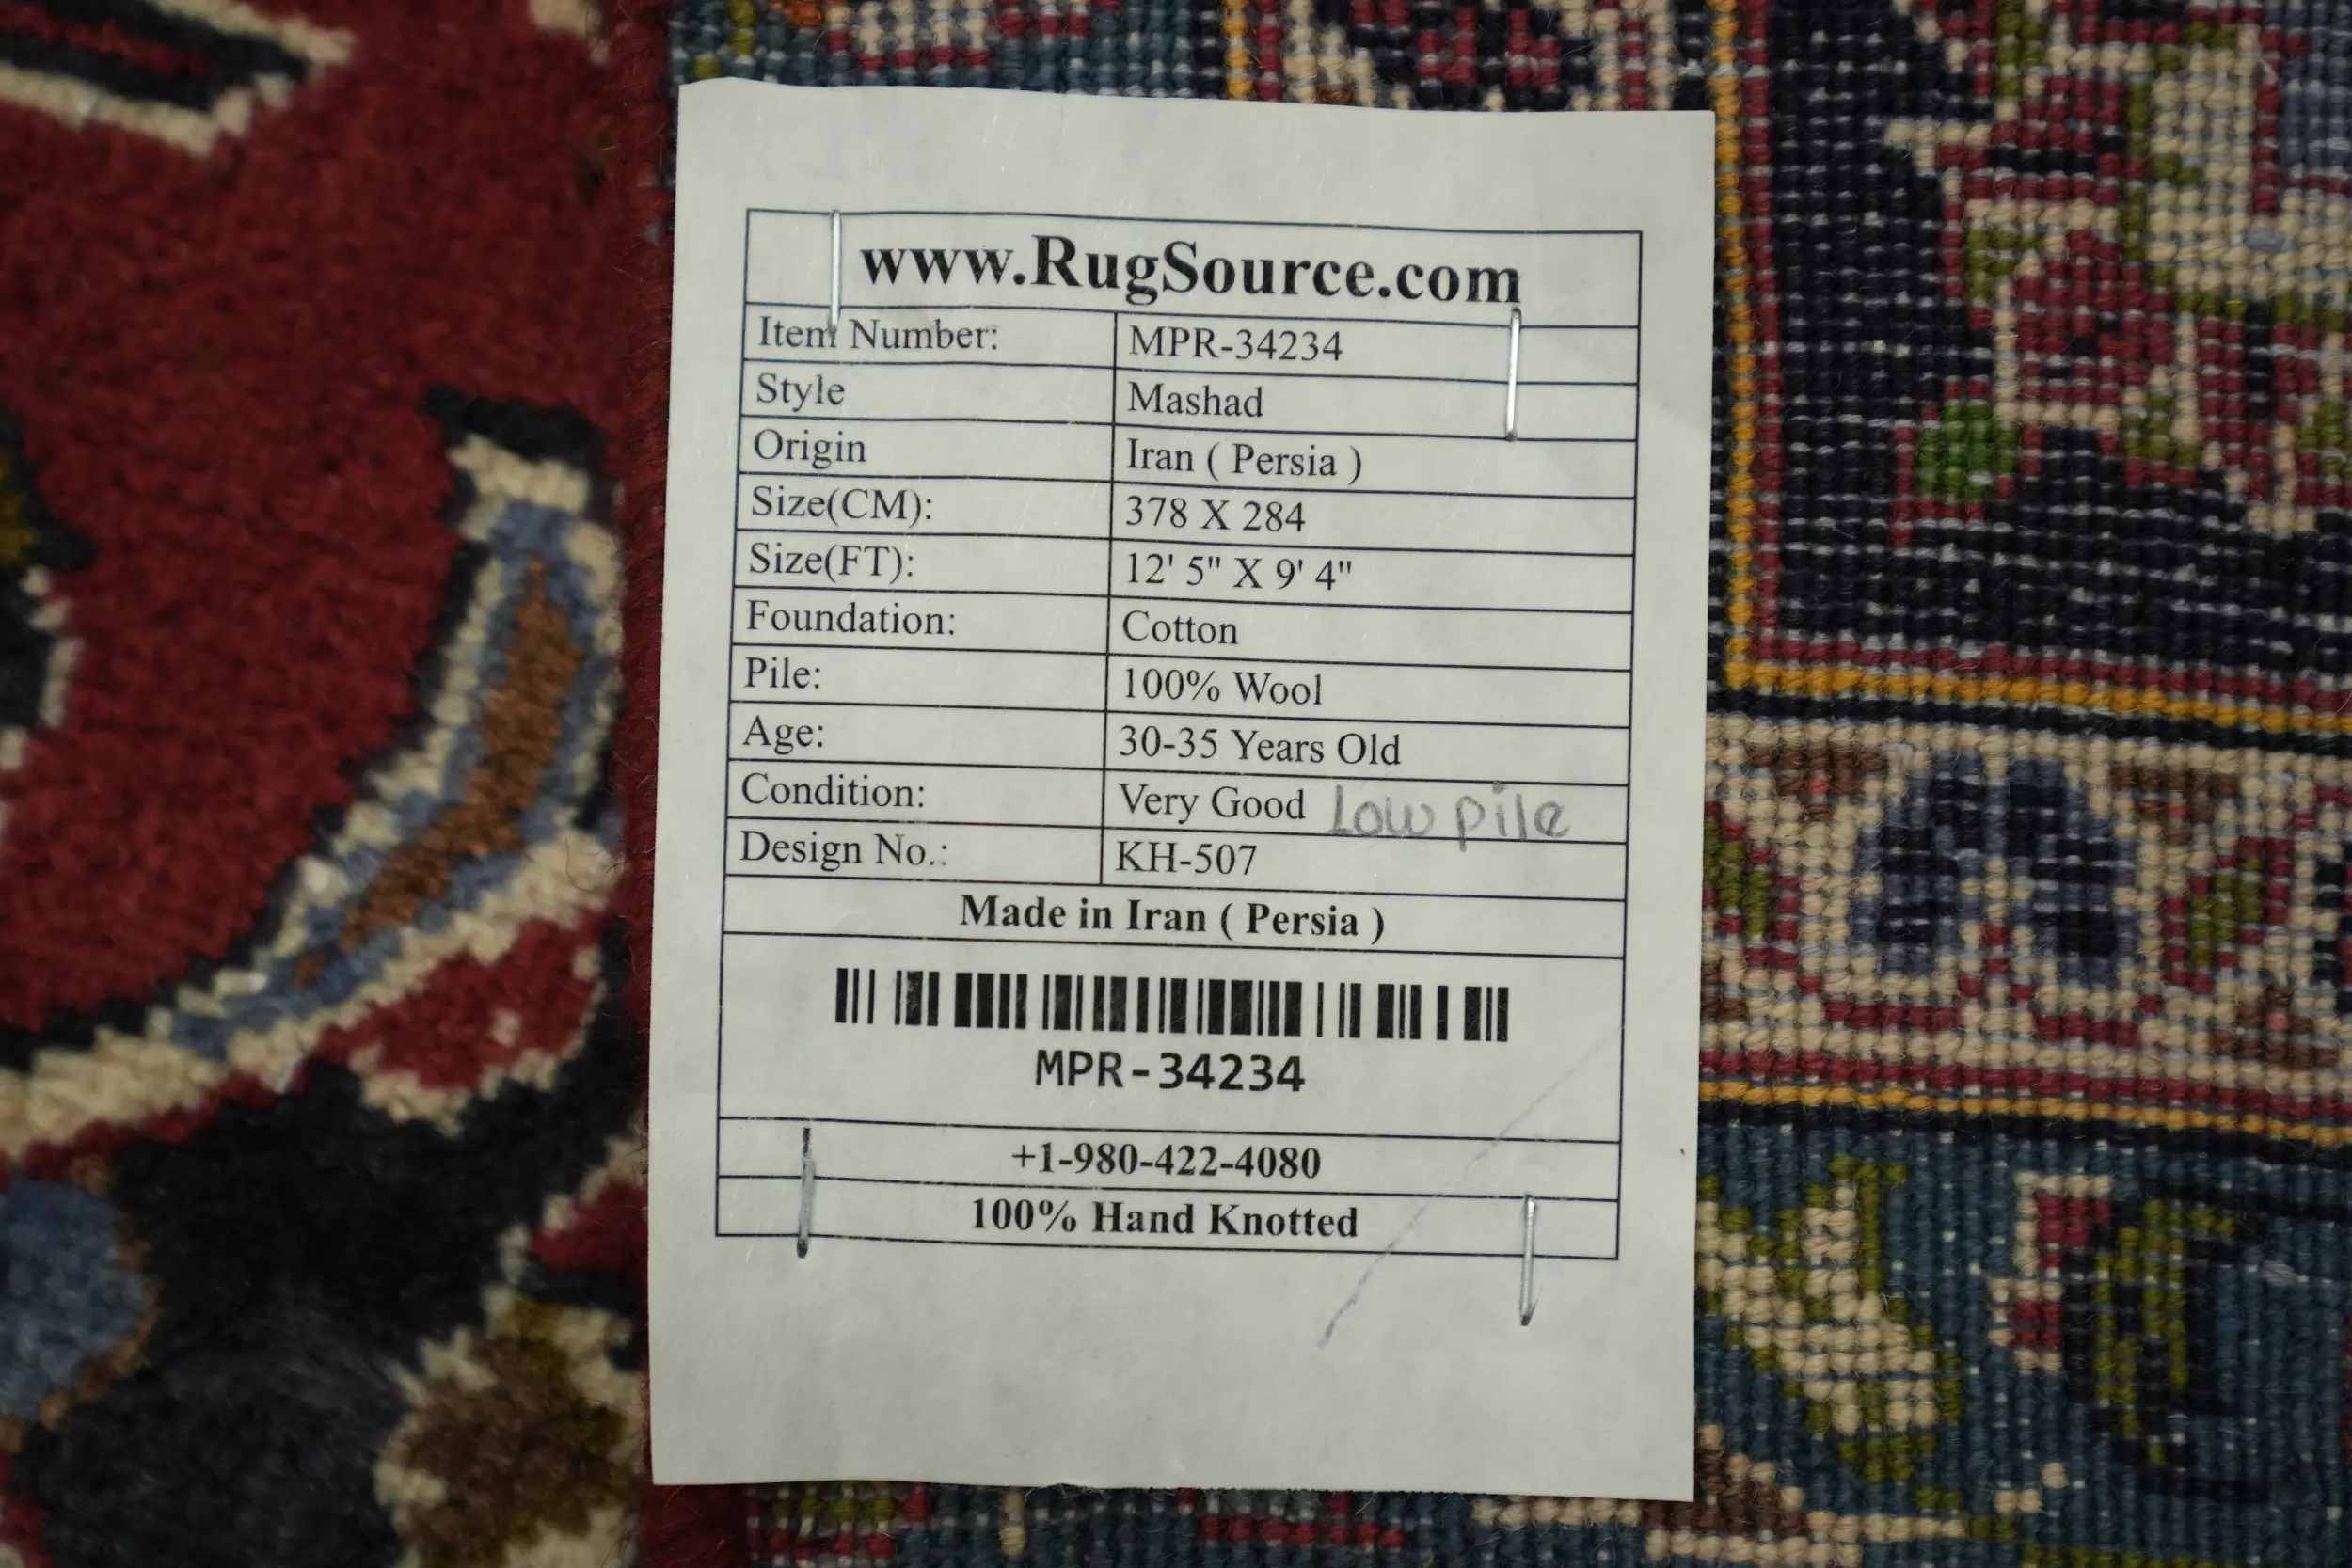 www.RugSource.com
Item Number: MPR-34234
Style Mashad
Origin Iran ( Persia )
Size(CM): 378 X 284
Size(FT): 12' 5" X 9' 4"
Foundation: Cotton
Pile: 100% Wool
Age: 30-35 Years Old
Condition: Very Good Low pile
Design No.: KH-507
Made in Iran ( Persia )
MPR-34234
+1-980-422-4080
100% Hand Knotted